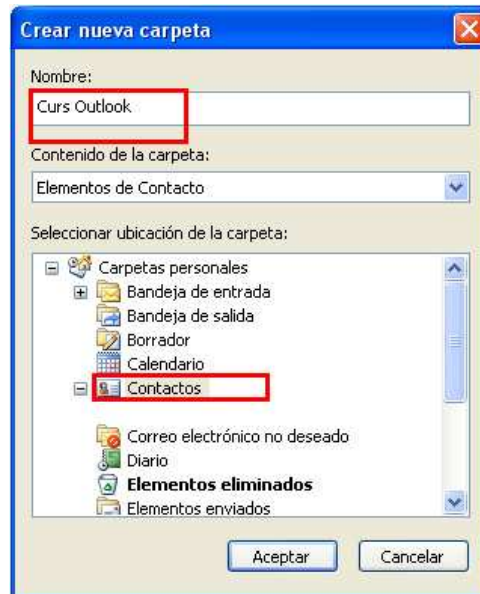 Crear nueva carpeta
Nombre:
Curs Outlook
Contenido de la carpeta:
Elementos de Contacto
Seleccionar ubicación de la carpeta:
Carpetas personales
Bandeja de entrada
Bandeja de salida
Borrador
Calendario
Contactos
Correo electrónico no deseado
Diario
Elementos eliminados
Elementos enviados
Aceptar Cancelar